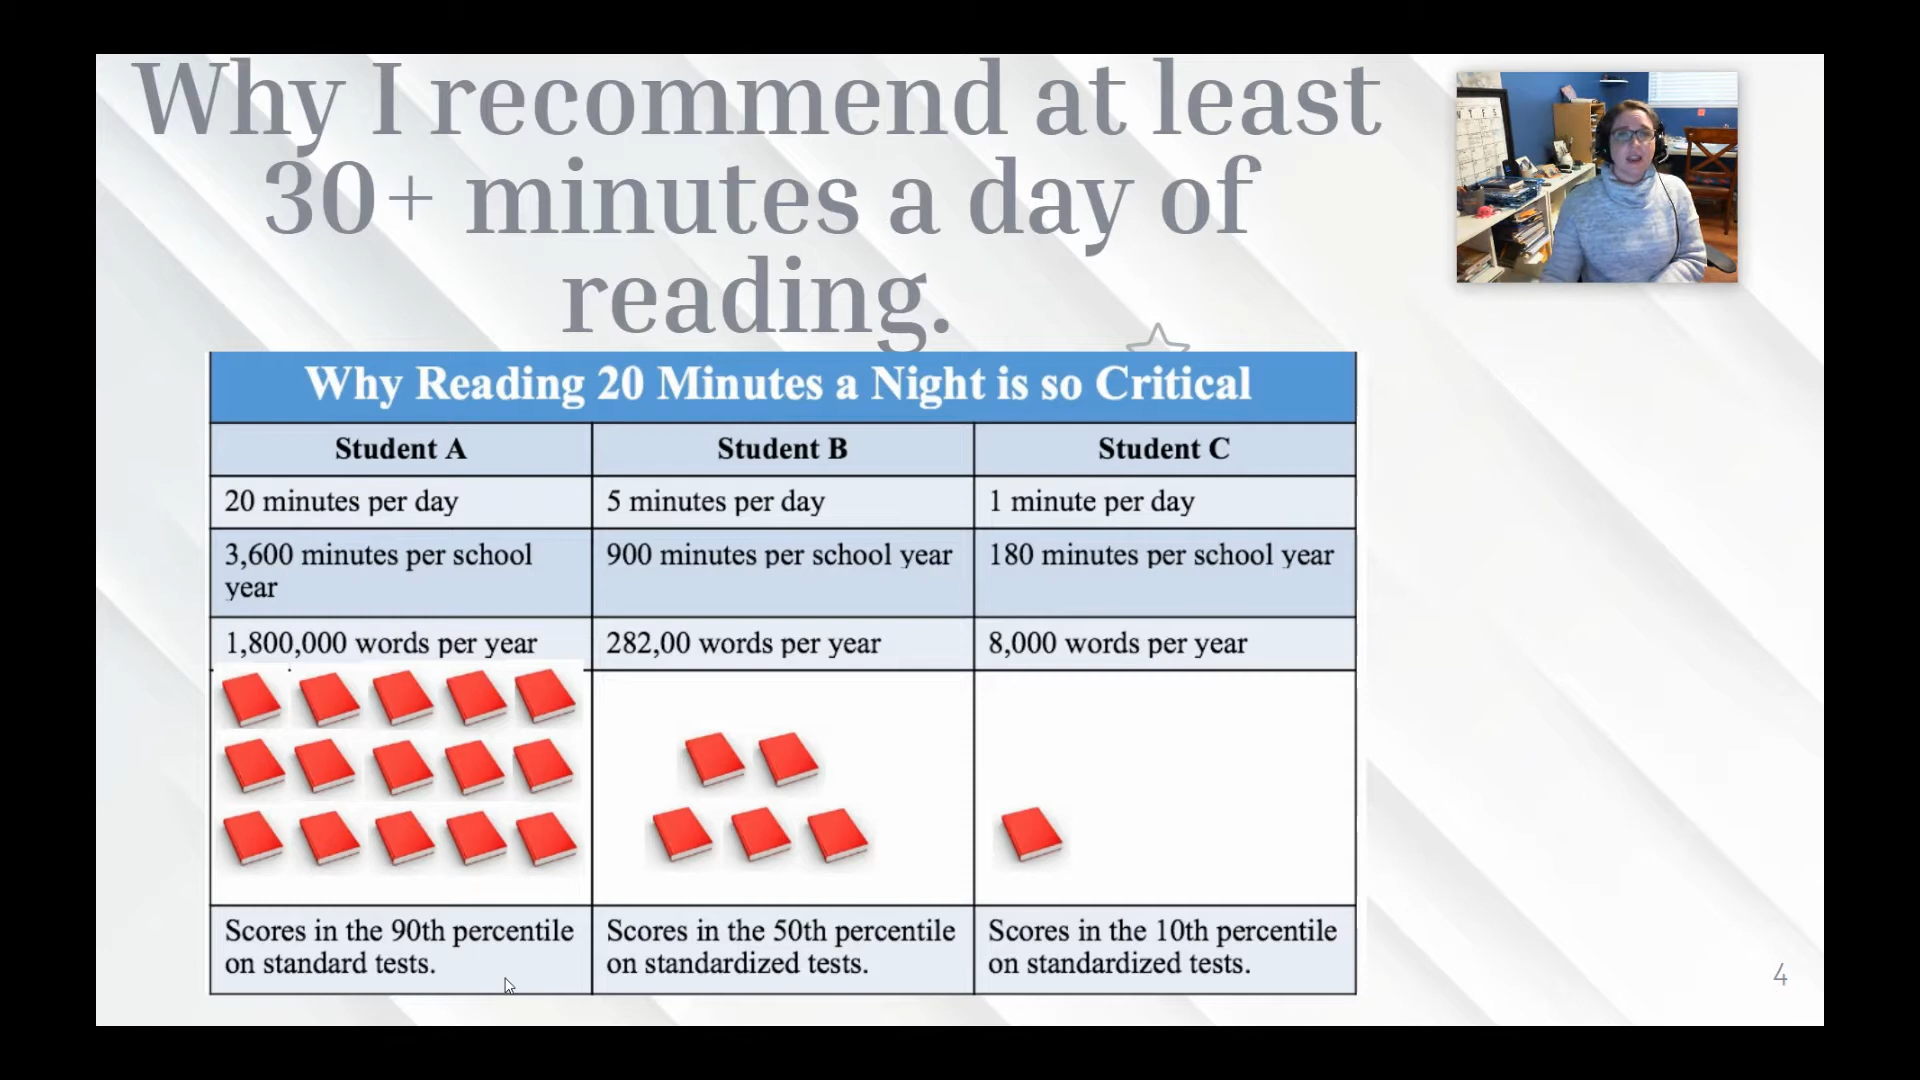 Why I recommend at least
30+ minutes a day of
reading.
Why Reading 20 Minutes a Night is so Critical
Student A
Student B
Student C
20 minutes per day
5 minutes per day
1 minute per day
3,600 minutes per school
year
900 minutes per school year
180 minutes per school year
1,800,000 words per year
282,00 words per year
8,000 words per year
Scores in the 90th percentile
on standard tests.
Scores in the 50th percentile
on standardized tests.
Scores in the 10th percentile
on standardized tests.
4